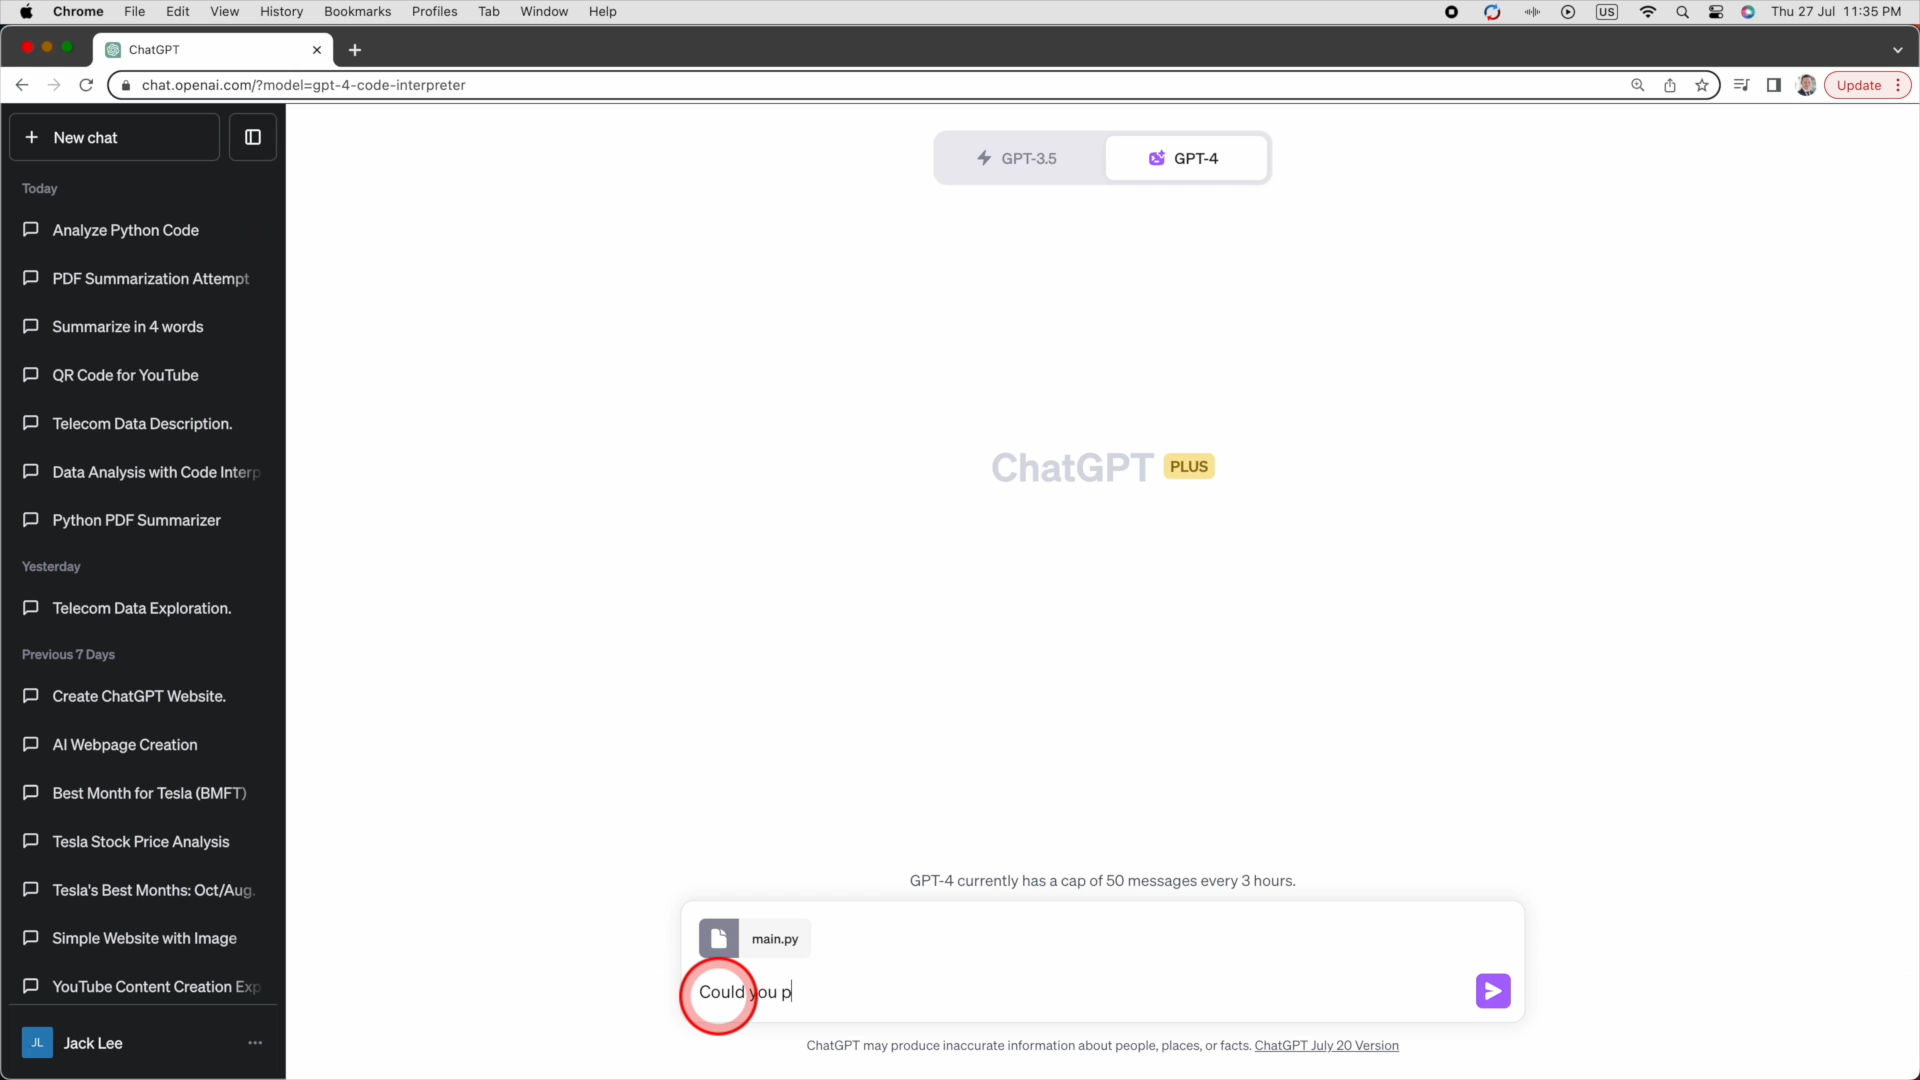 Chrome File Edit View History Bookmarks Profiles Tab Window Help US Thu 27 Jul 11:35 PM
ChatGPT
chat.openai.com/?model=gpt-4-code-interpreter
Update
New chat
GPT-3.5
GPT-4
Today
Analyze Python Code
PDF Summarization Attempt
Summarize in 4 words
QR Code for YouTube
Telecom Data Description.
Data Analysis with Code Interp
Python PDF Summarizer
Yesterday
Telecom Data Exploration.
Previous 7 Days
Create ChatGPT Website.
AI Webpage Creation
Best Month for Tesla (BMFT)
Tesla Stock Price Analysis
Tesla's Best Months: Oct/Aug.
Simple Website with Image
YouTube Content Creation Exp
JL Jack Lee
ChatGPT PLUS
GPT-4 currently has a cap of 50 messages every 3 hours.
main.py
Could you p
ChatGPT may produce inaccurate information about people, places, or facts. ChatGPT July 20 Version